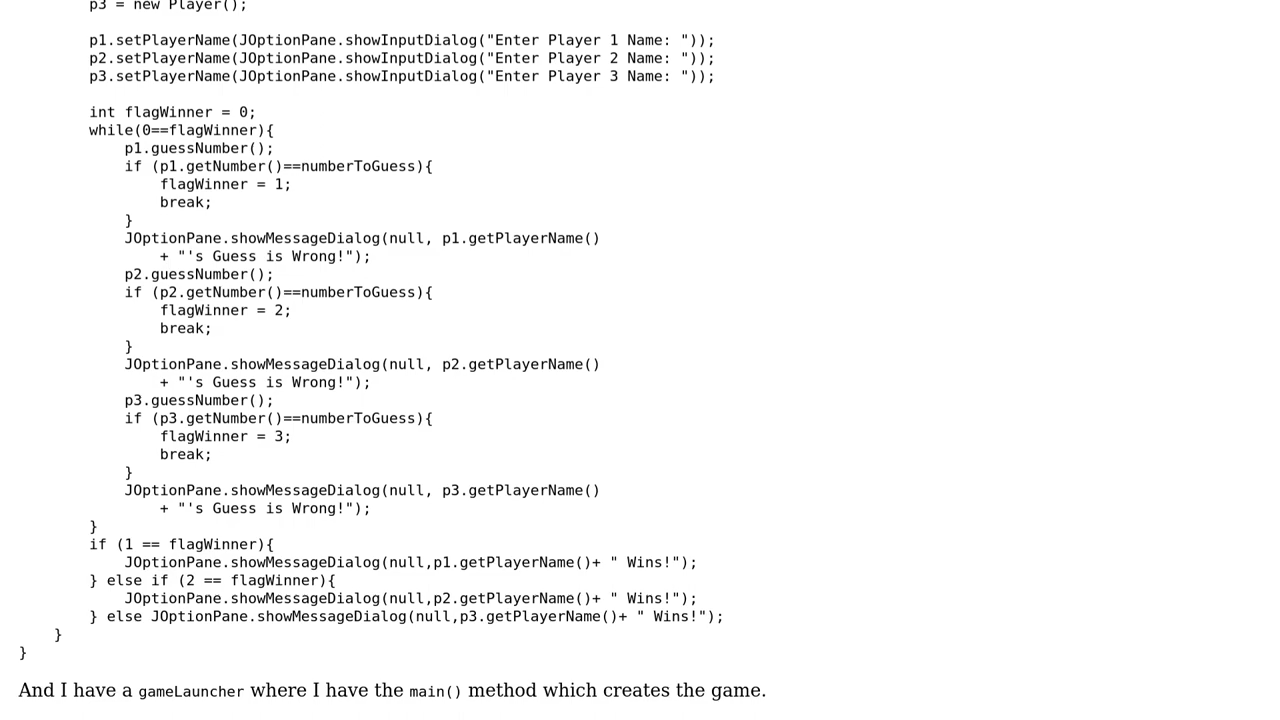 p3 = new Player();
p1.setPlayerName(JOptionPane.showInputDialog("Enter Player 1 Name: "));
p2.setPlayerName(JOptionPane.showInputDialog("Enter Player 2 Name: "));
p3.setPlayerName(JOptionPane.showInputDialog("Enter Player 3 Name: "));
int flagWinner = 0;
while(0==flagWinner){
p1.guessNumber();
if (p1.getNumber()==numberToGuess){
flagWinner = 1;
break;
}
JOptionPane.showMessageDialog(null, p1.getPlayerName()
+ "'s Guess is Wrong!");
p2.guessNumber();
if (p2.getNumber()==numberToGuess){
flagWinner = 2;
break;
}
JOptionPane.showMessageDialog(null, p2.getPlayerName()
+ "'s Guess is Wrong!");
p3.guessNumber();
if (p3.getNumber()==numberToGuess){
flagWinner = 3;
break;
}
JOptionPane.showMessageDialog(null, p3.getPlayerName()
+ "'s Guess is Wrong!");
}
if (1 == flagWinner){
JOptionPane.showMessageDialog(null,p1.getPlayerName()+ " Wins!");
} else if (2 == flagWinner){
JOptionPane.showMessageDialog(null,p2.getPlayerName()+ " Wins!");
} else JOptionPane.showMessageDialog(null,p3.getPlayerName()+ " Wins!");
}
}
And I have a gameLauncher where I have the main() method which creates the game.